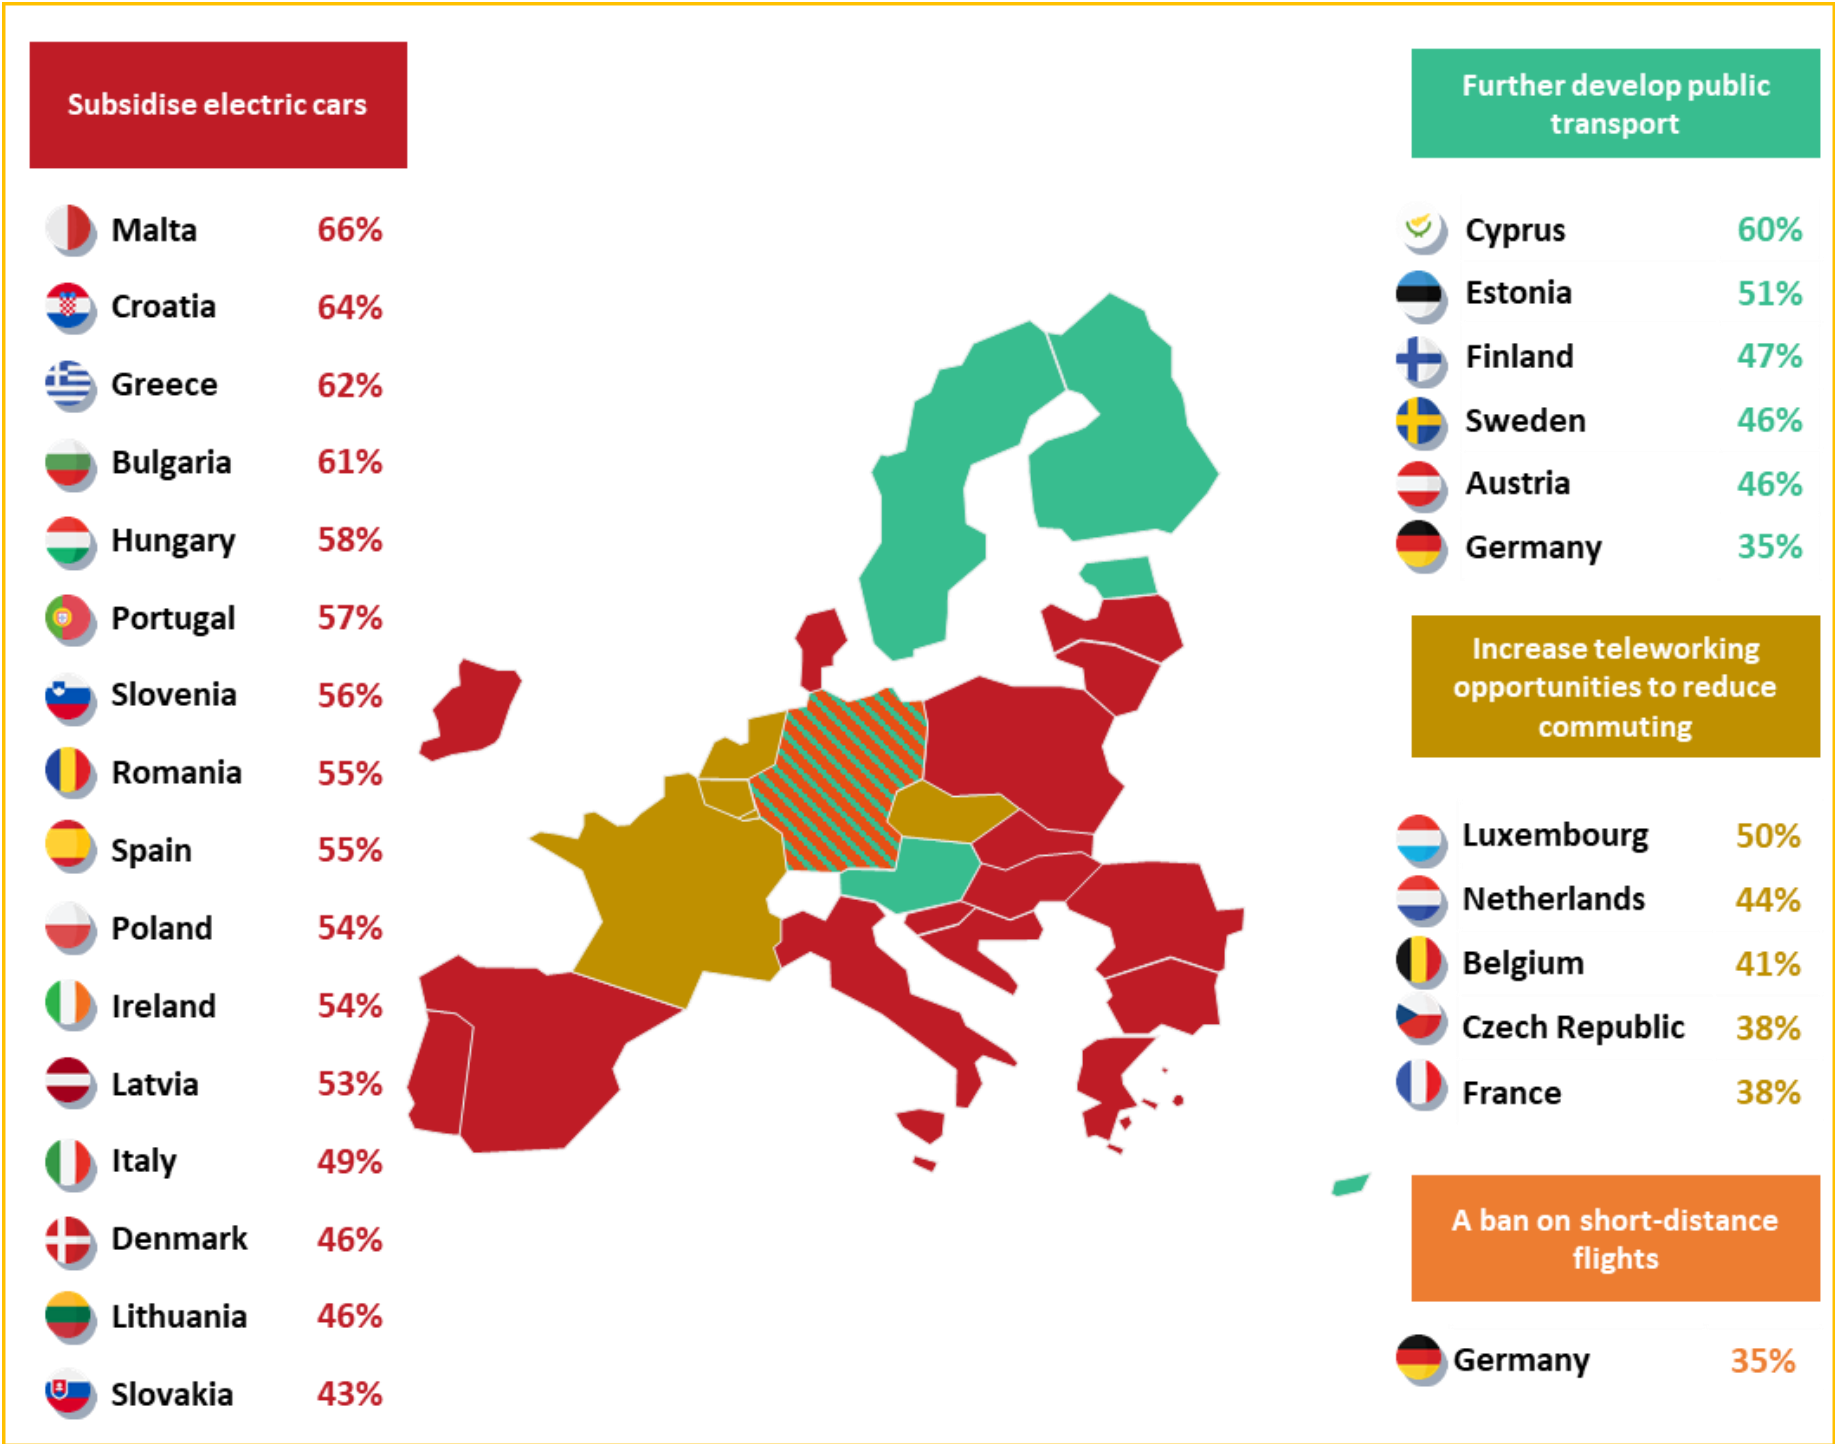 Subsidise electric cars
Malta 66%
Croatia 64%
Greece 62%
Bulgaria 61%
Hungary 58%
Portugal 57%
Slovenia 56%
Romania 55%
Spain 55%
Poland 54%
Ireland 54%
Latvia 53%
Italy 49%
Denmark 46%
Lithuania 46%
Slovakia 43%
Further develop public
transport
Cyprus 60%
Estonia 51%
Finland 47%
Sweden 46%
Austria 46%
Germany 35%
Increase teleworking
opportunities to reduce
commuting
Luxembourg 50%
Netherlands 44%
Belgium 41%
Czech Republic 38%
France 38%
A ban on short-distance
flights
Germany 35%